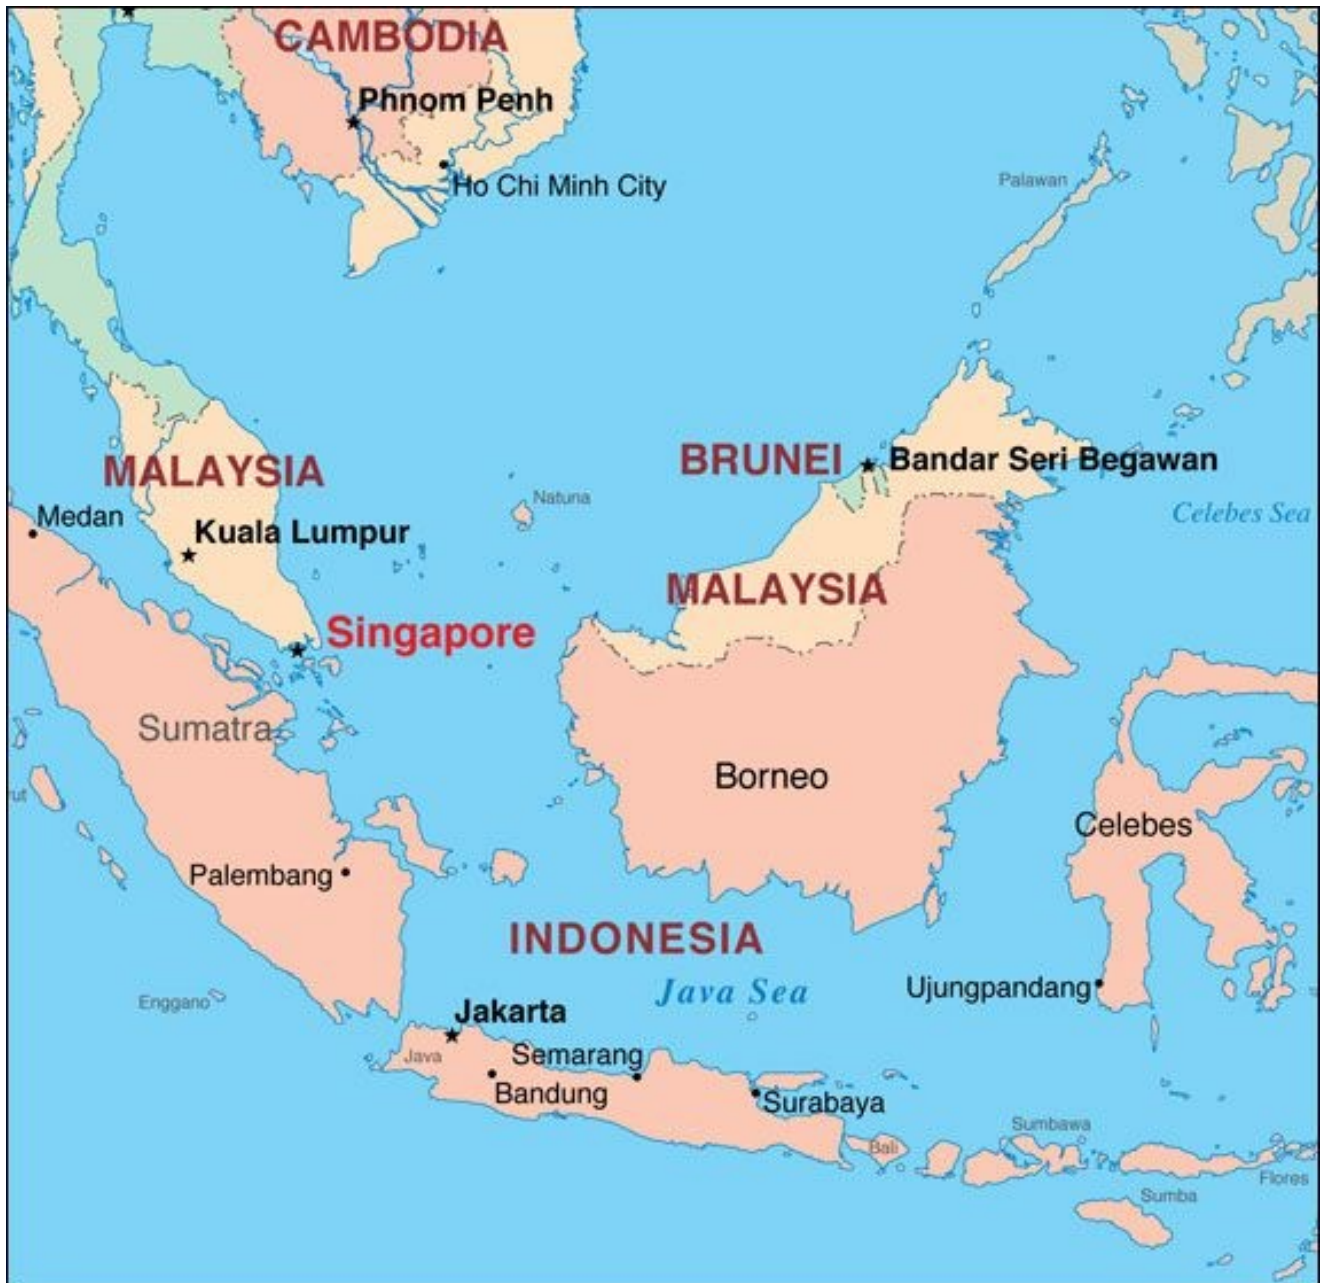 CAMBODIA
Phnom Penh
Ho Chi Minh City
Palawan
BRUNEI
Bandar Seri Begawan
MALAYSIA
Natuna
Medan
Celebes Sea
Kuala Lumpur
MALAYSIA
Singapore
Sumatra
Borneo
rut
Celebes
Palembang
INDONESIA
Java Sea
Ujungpandang
Enggano
Jakarta
Java
Semarang
Bandung
Surabaya
Sumbawa
Bali
Flores
Sumba